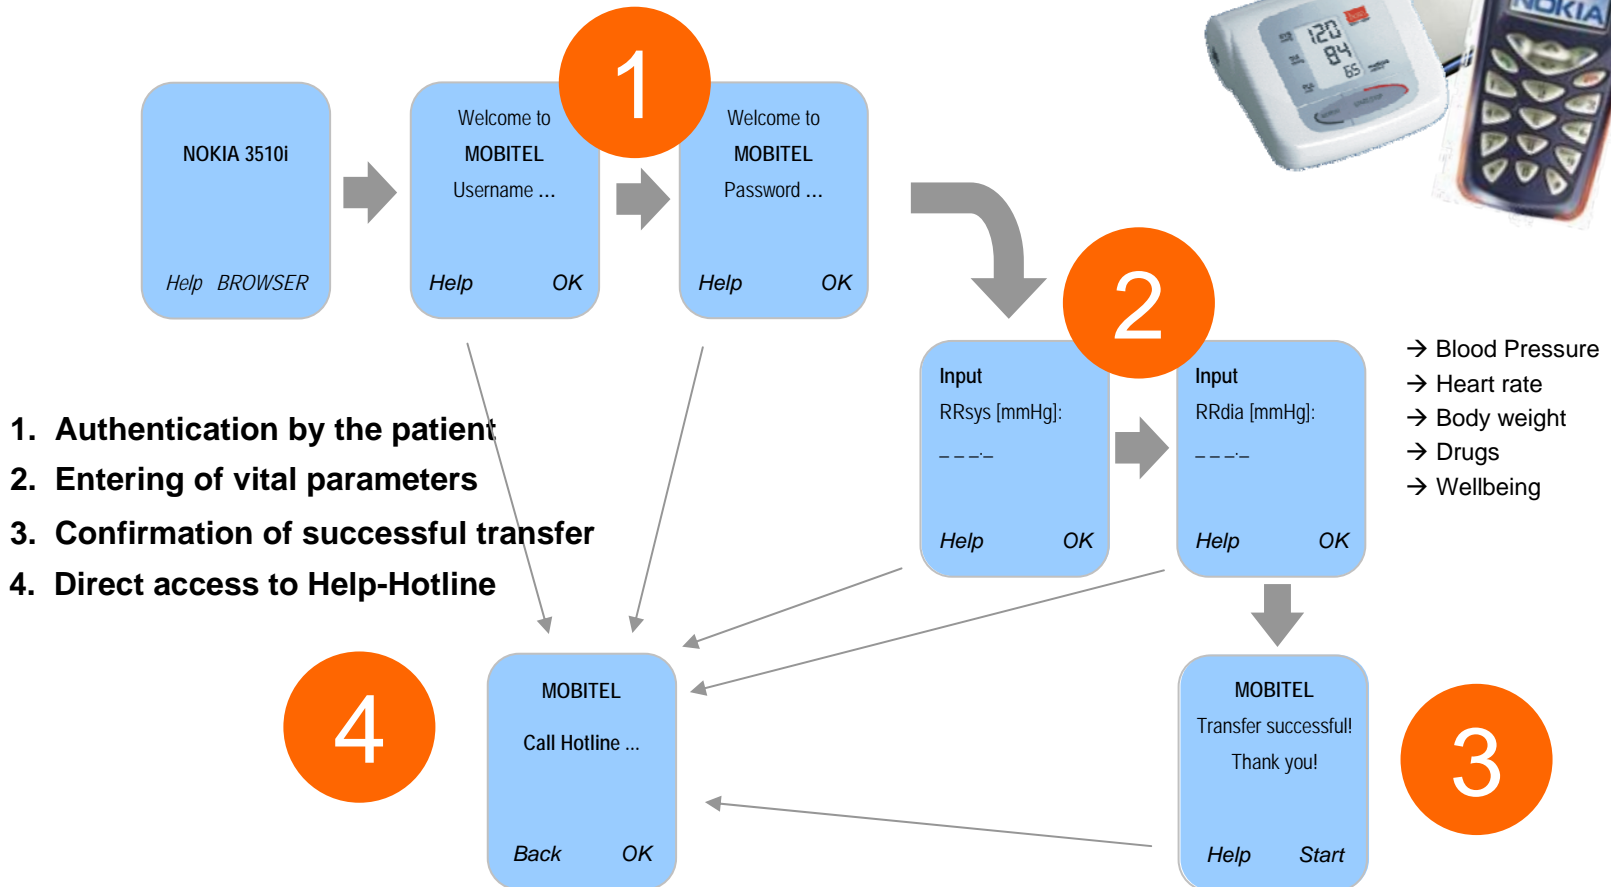 NOKIA
120
84
65
1
NOKIA 3510i
Help BROWSER
Welcome to
MOBITEL
Username ...
Help OK
Welcome to
MOBITEL
Password ...
Help OK
2
Input
RRsys [mmHg]:
_ _ _._
Help OK
Input
RRdia [mmHg]:
_ _ _._
Help OK
→ Blood Pressure
→ Heart rate
→ Body weight
→ Drugs
→ Wellbeing
1. Authentication by the patient
2. Entering of vital parameters
3. Confirmation of successful transfer
4. Direct access to Help-Hotline
4
MOBITEL
Call Hotline ...
Back OK
MOBITEL
Transfer successful!
Thank you!
Help Start
3